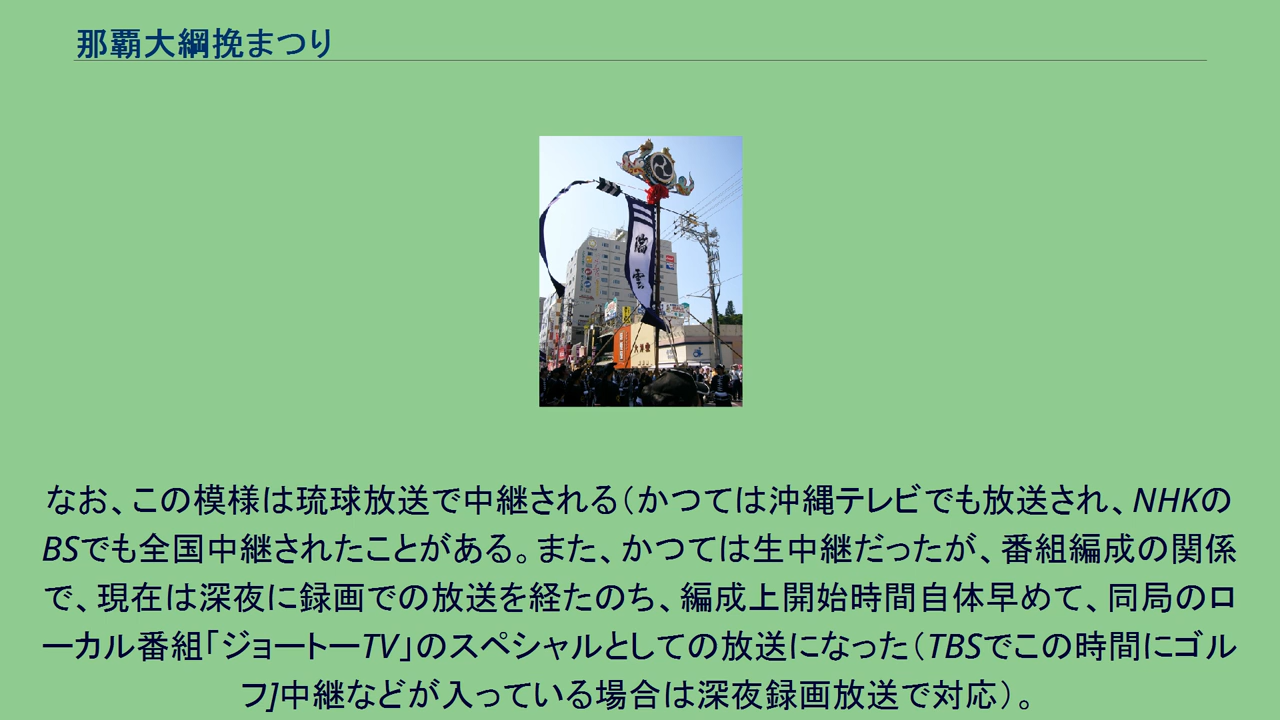 那覇大綱挽まつり
なお、この模様は琉球放送で中継される（かつては沖縄テレビでも放送され、NHKの
BSでも全国中継されたことがある。また、かつては生中継だったが、番組編成の関係
で、現在は深夜に録画での放送を経たのち、編成上開始時間自体早めて、同局のロ
ーカル番組「ジョートーTV」のスペシャルとしての放送になった（TBSでこの時間にゴル
フ]中継などが入っている場合は深夜録画放送で対応）。